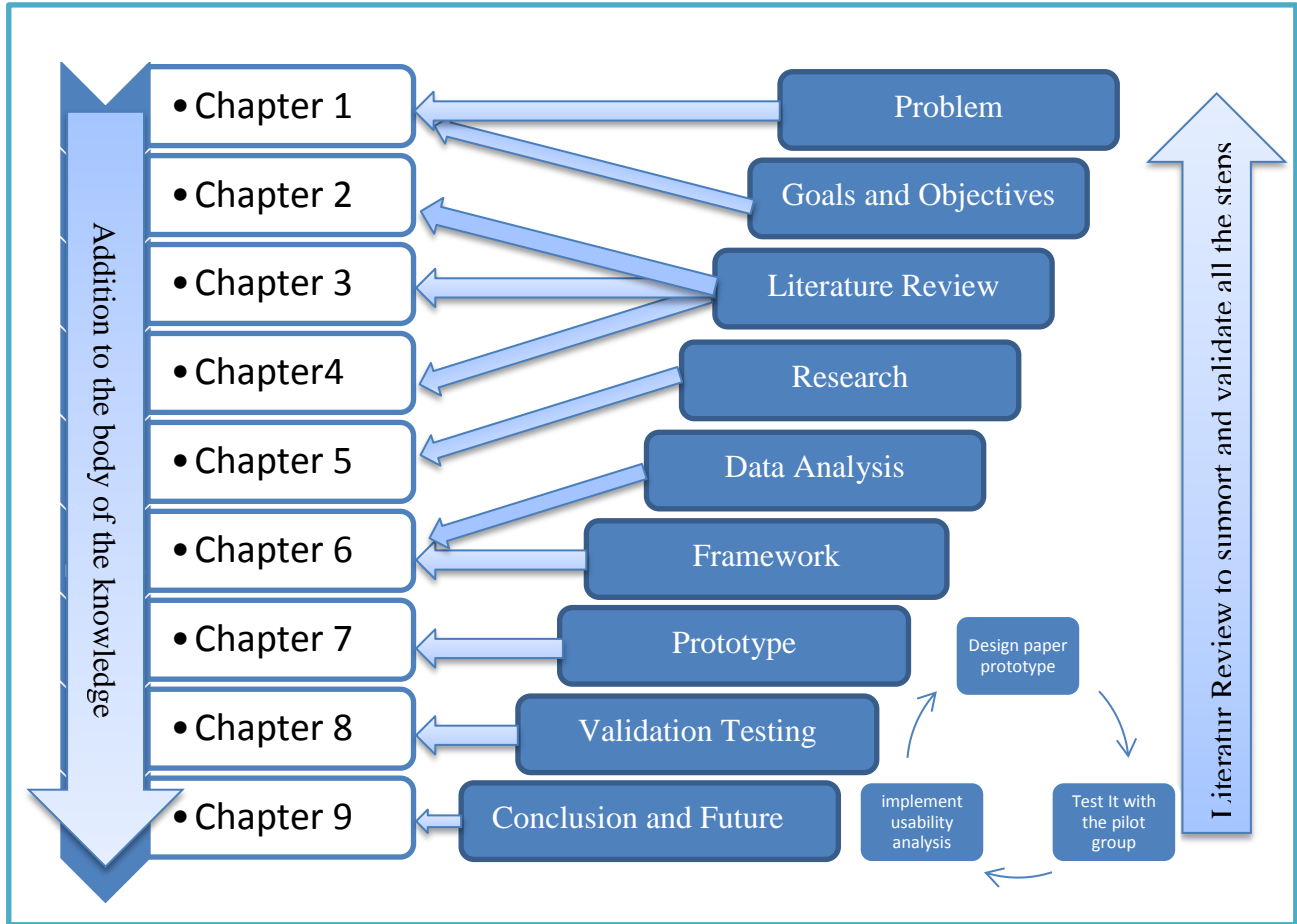 Addition to the body of the knowledge
• Chapter 1
• Chapter 2
• Chapter 3
• Chapter4
• Chapter 5
• Chapter 6
• Chapter 7
• Chapter 8
• Chapter 9
Problem
Goals and Objectives
Literature Review
Research
Data Analysis
Framework
Prototype
Validation Testing
Conclusion and Future
Design paper
prototype
Test It with
the pilot
group
implement
usability
analysis
Literatur Review to support and validate all the steps